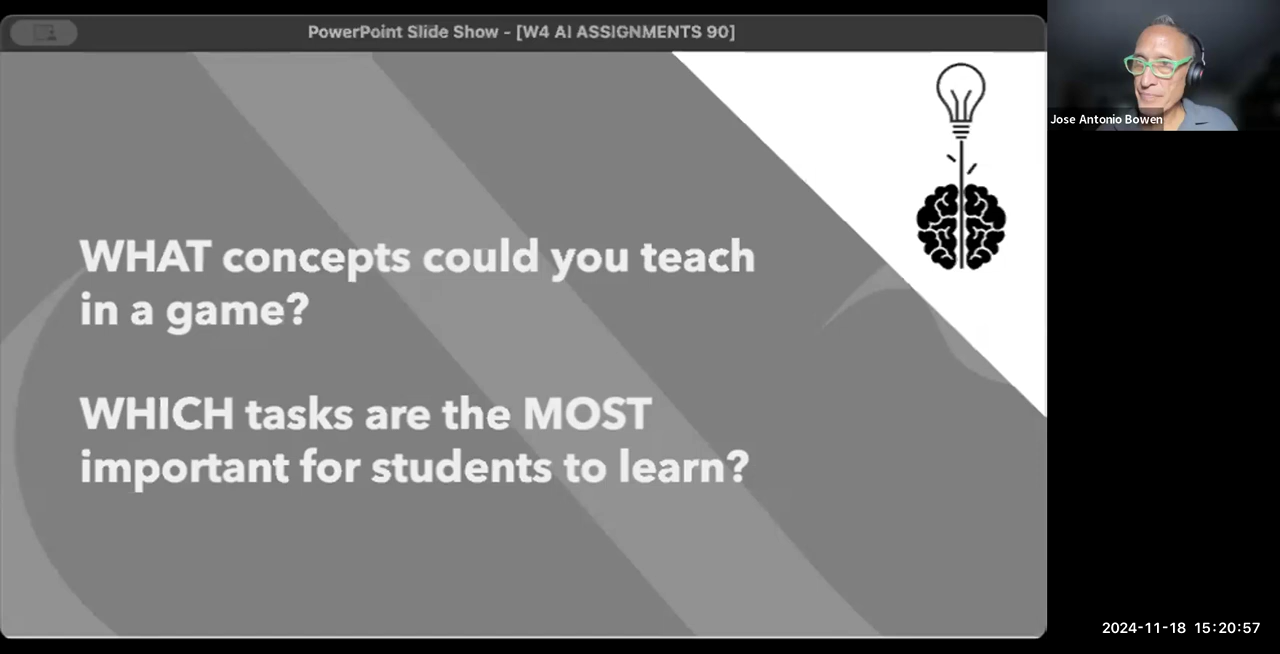 PowerPoint Slide Show - [W4 AI ASSIGNMENTS 90]
WHAT concepts could you teach
in a game?
WHICH tasks are the MOST
important for students to learn?
Jose Antonio Bowen
2024-11-18 15:20:57